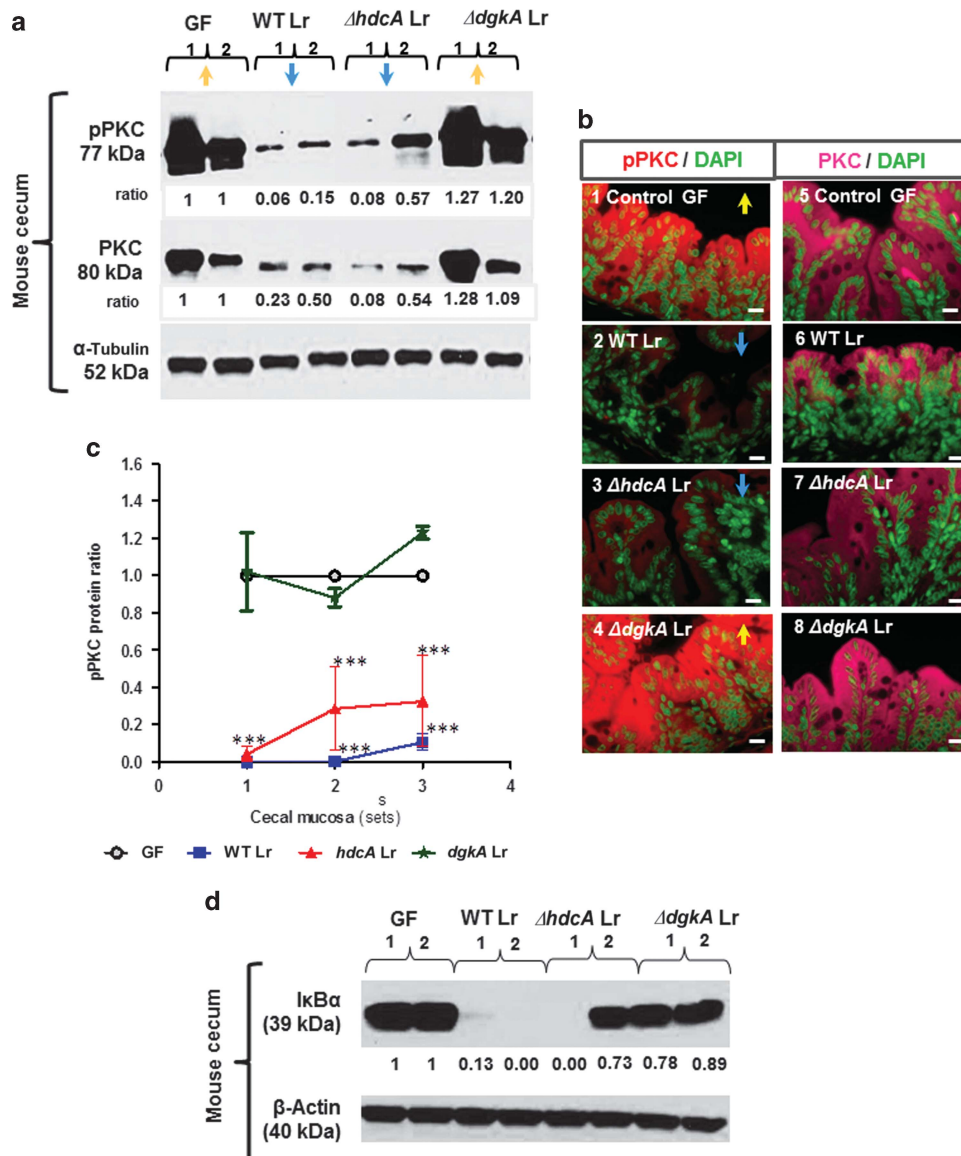 a
GF WT Lr ΔhdcA Lr ΔdgkA Lr
1 2 1 2 1 2 1 2
Mouse cecum
pPKC
77 kDa
ratio 1 1 0.06 0.15 0.08 0.57 1.27 1.20
PKC
80 kDa
ratio 1 1 0.23 0.50 0.08 0.54 1.28 1.09
α-Tubulin
52 kDa
b
pPKC / DAPI PKC / DAPI
1 Control GF 5 Control GF
2 WT Lr 6 WT Lr
3 ΔhdcA Lr 7 ΔhdcA Lr
4 ΔdgkA Lr 8 ΔdgkA Lr
c
pPKC protein ratio
1.6
1.4
1.2
1.0
0.8
0.6
0.4
0.2
0.0
*** *** ***
*** ***
0 1 2 3 4
s
Cecal mucosa (sets)
GF WT Lr hdcA Lr dgkA Lr
d
GF WT Lr ΔhdcA Lr ΔdgkA Lr
1 2 1 2 1 2 1 2
Mouse cecum
IκBα
(39 kDa)
1 1 0.13 0.00 0.00 0.73 0.78 0.89
β-Actin
(40 kDa)